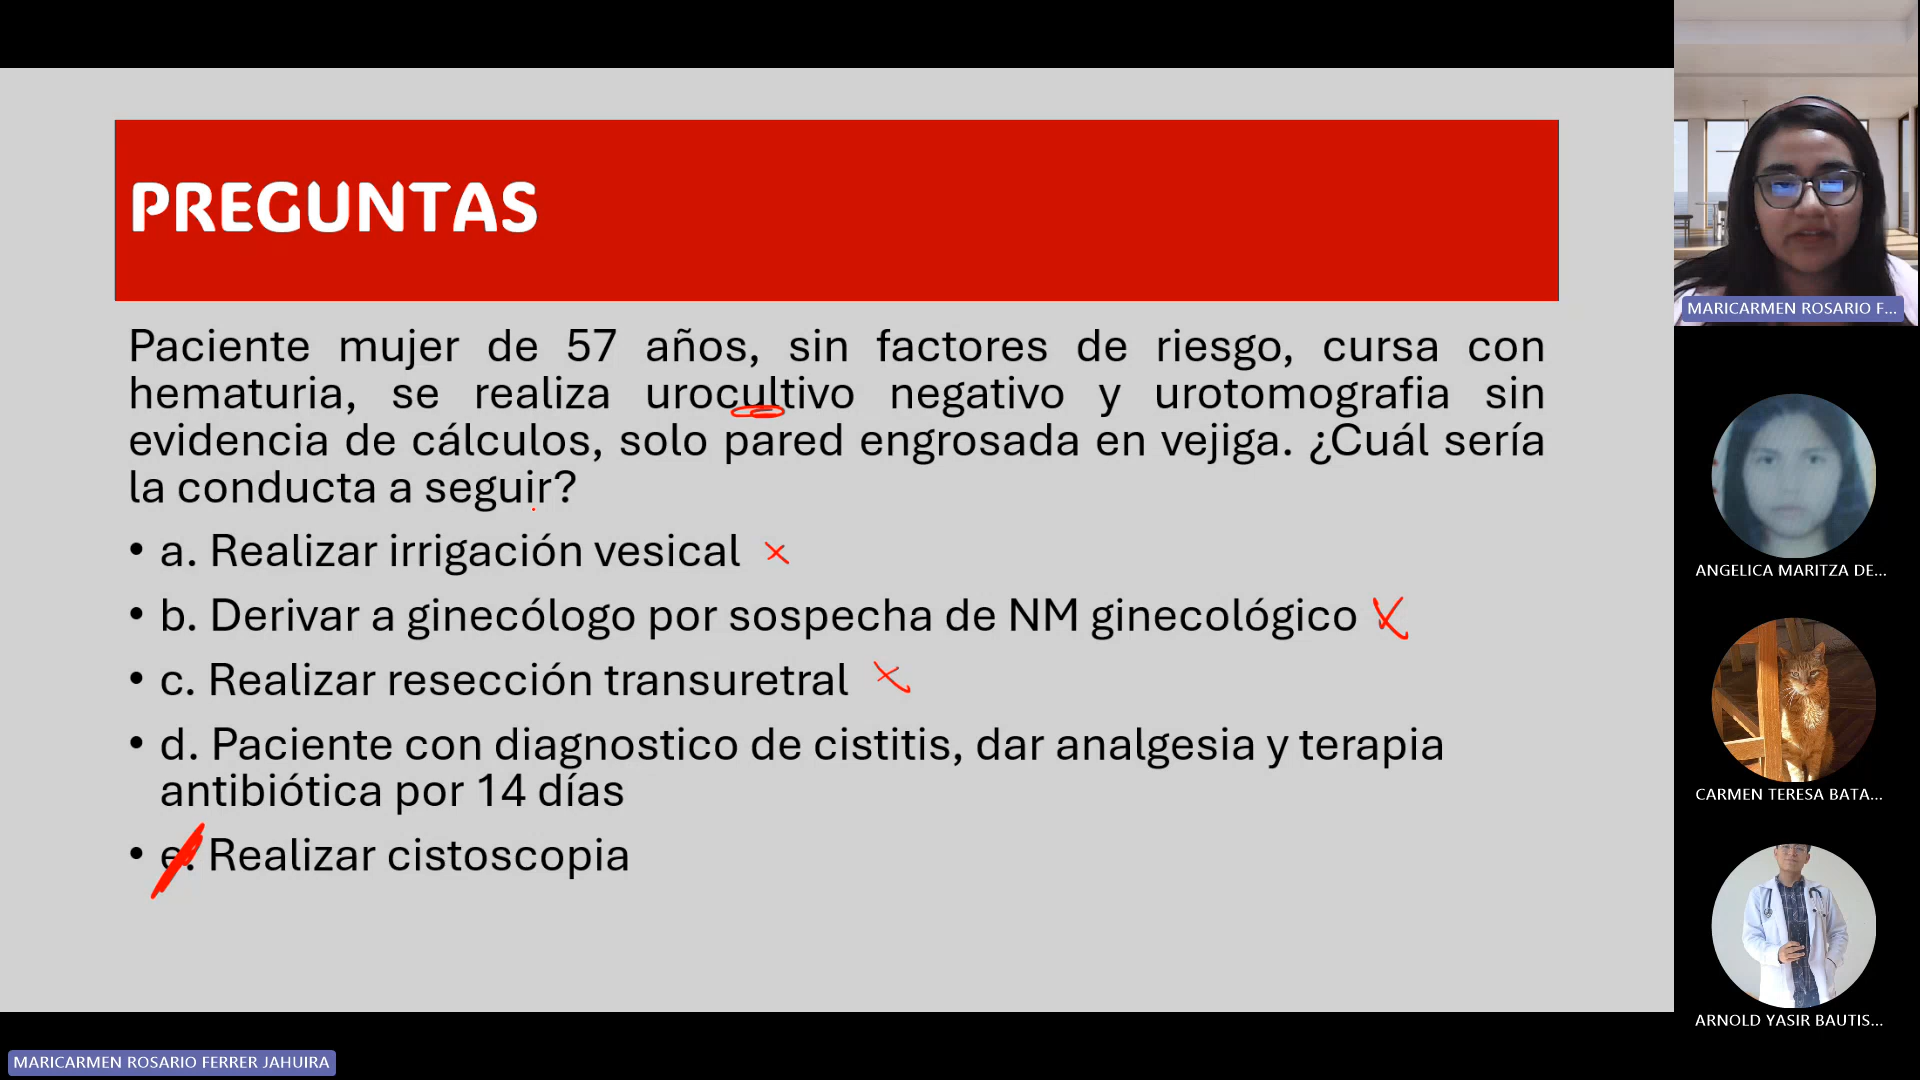 PREGUNTAS
Paciente mujer de 57 años, sin factores de riesgo, cursa con
hematuria, se realiza urocultivo negativo y urotomografia sin
evidencia de cálculos, solo pared engrosada en vejiga. ¿Cuál sería
la conducta a seguir?
• a. Realizar irrigación vesical
• b. Derivar a ginecólogo por sospecha de NM ginecológico
• c. Realizar resección transuretral
• d. Paciente con diagnostico de cistitis, dar analgesia y terapia
antibiótica por 14 días
• e. Realizar cistoscopia
MARICARMEN ROSARIO F...
ANGELICA MARITZA DE...
CARMEN TERESA BATA...
ARNOLD YASIR BAUTIS...
MARICARMEN ROSARIO FERRER JAHUIRA